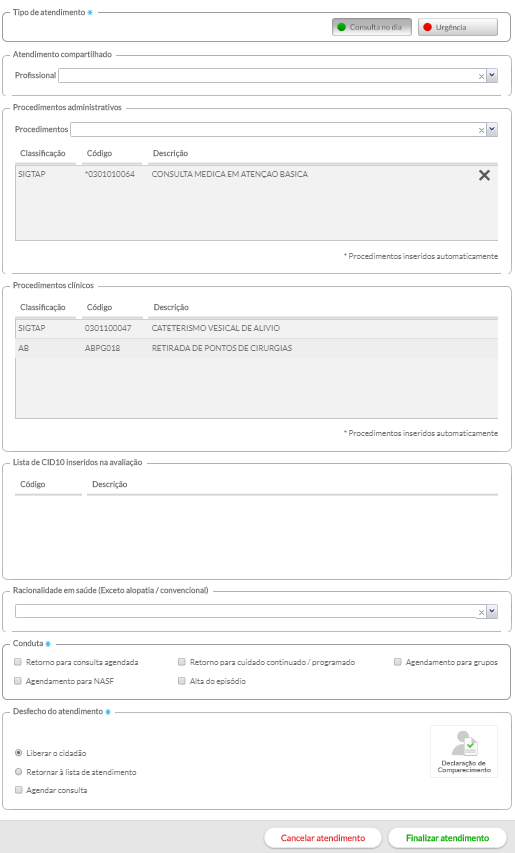 Tipo de atendimento
Consulta no dia Urgência
Atendimento compartilhado
Profissional
Procedimentos administrativos
Procedimentos
Classificação Código Descrição
SIGTAP *0301010064 CONSULTA MEDICA EM ATENÇAO BASICA
* Procedimentos inseridos automaticamente
Procedimentos clínicos
Classificação Código Descrição
SIGTAP 0301100047 CATETERISMO VESICAL DE ALIVIO
AB ABPG018 RETIRADA DE PONTOS DE CIRURGIAS
* Procedimentos inseridos automaticamente
Lista de CID10 inseridos na avaliação
Código Descrição
Racionalidade em saúde (Exceto alopatia / convencional)
Conduta
Retorno para consulta agendada Retorno para cuidado continuado / programado Agendamento para grupos
Agendamento para NASF Alta do episódio
Desfecho do atendimento
Liberar o cidadão
Retornar à lista de atendimento
Agendar consulta
Declaração de
Comparecimento
Cancelar atendimento Finalizar atendimento